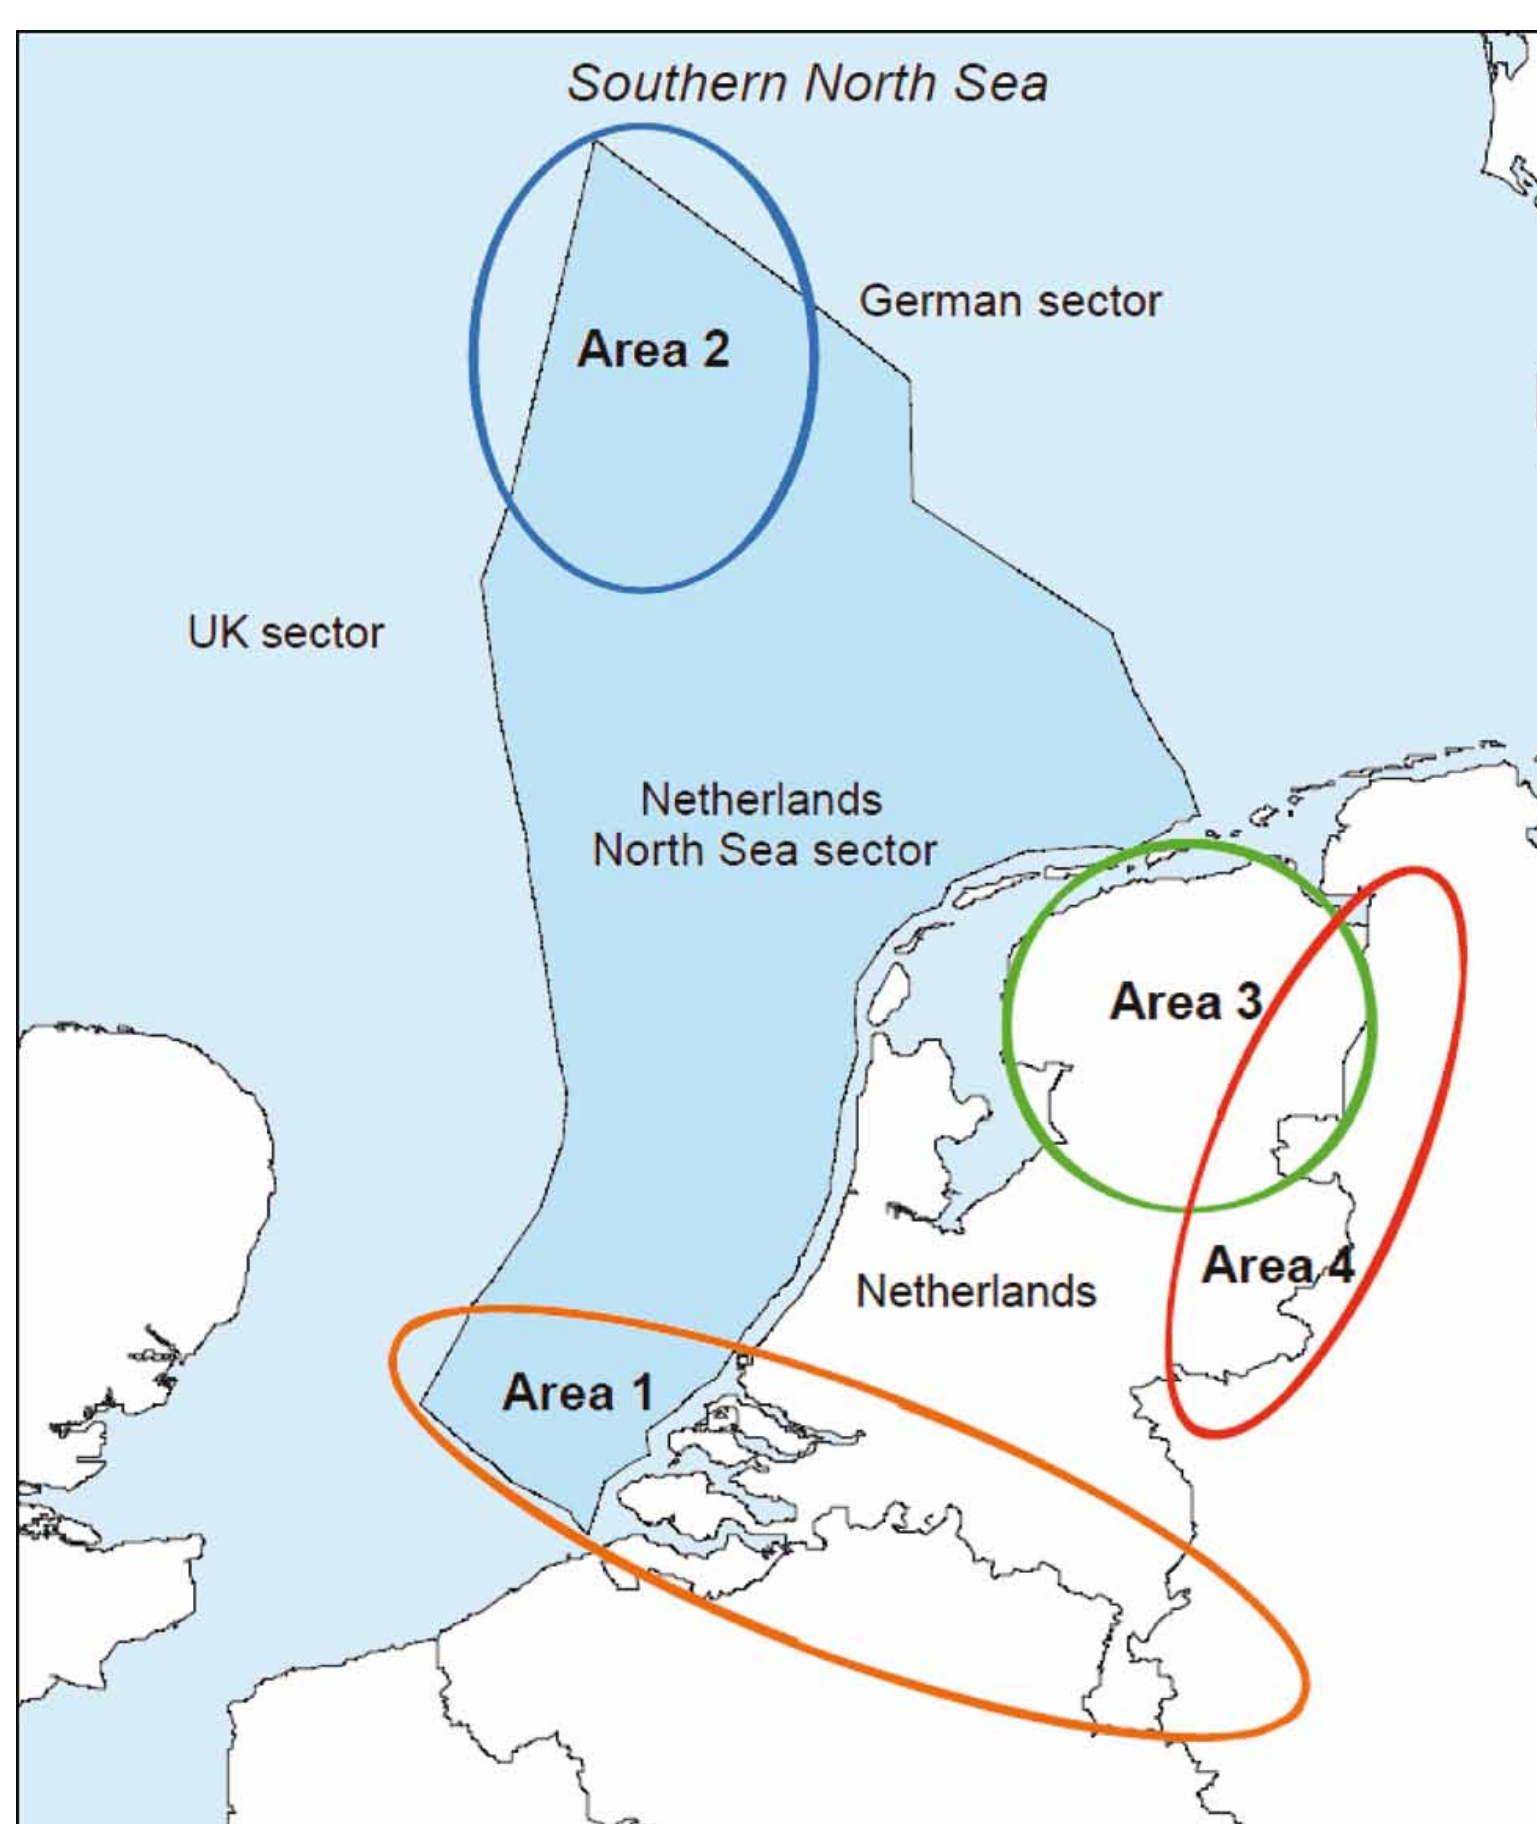 Southern North Sea
German sector
Area 2
UK sector
Netherlands
North Sea sector
Area 3
Area 4
Netherlands
Area 1